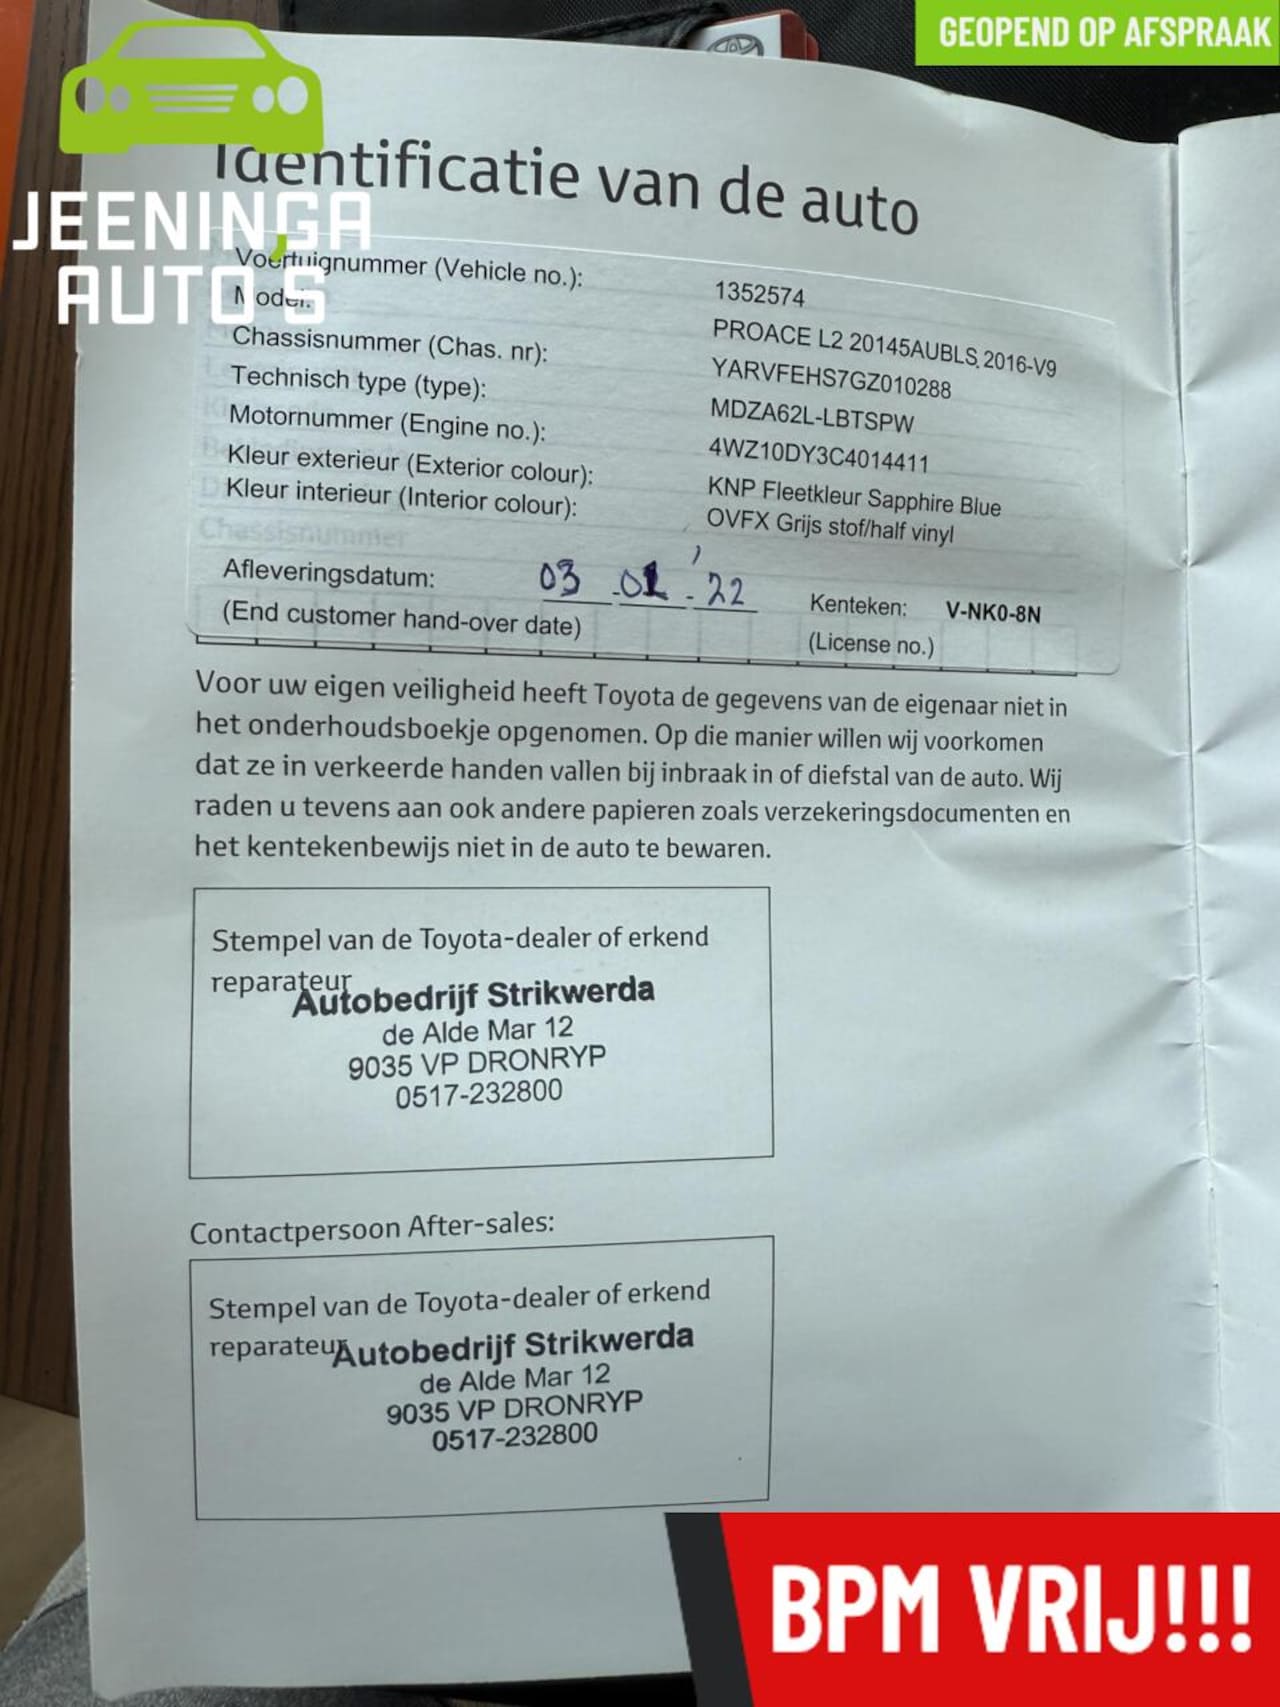 GEOPEND OP AFSPRAAK
JEENINGA
AUTO'S
Identificatie van de auto
Voertuignummer (Vehicle no.): 1352574
Model: PROACE L2 20145AUBLS 2016-V9
Chassisnummer (Chas. nr): YARVFEHS7GZ010288
Technisch type (type): MDZA62L-LBTSPW
Motornummer (Engine no.): 4WZ10DY3C4014411
Kleur exterieur (Exterior colour): KNP Fleetkleur Sapphire Blue
Kleur interieur (Interior colour): OVFX Grijs stof/half vinyl
Chassisnummer
Afleveringsdatum: 03 - 01 - '22 Kenteken: V-NK0-8N
(End customer hand-over date) (License no.)
Voor uw eigen veiligheid heeft Toyota de gegevens van de eigenaar niet in
het onderhoudsboekje opgenomen. Op die manier willen wij voorkomen
dat ze in verkeerde handen vallen bij inbraak in of diefstal van de auto. Wij
raden u tevens aan ook andere papieren zoals verzekeringsdocumenten en
het kentekenbewijs niet in de auto te bewaren.
Stempel van de Toyota-dealer of erkend
reparateur
Autobedrijf Strikwerda
de Alde Mar 12
9035 VP DRONRYP
0517-232800
Contactpersoon After-sales:
Stempel van de Toyota-dealer of erkend
reparateur
Autobedrijf Strikwerda
de Alde Mar 12
9035 VP DRONRYP
0517-232800
BPM VRIJ!!!